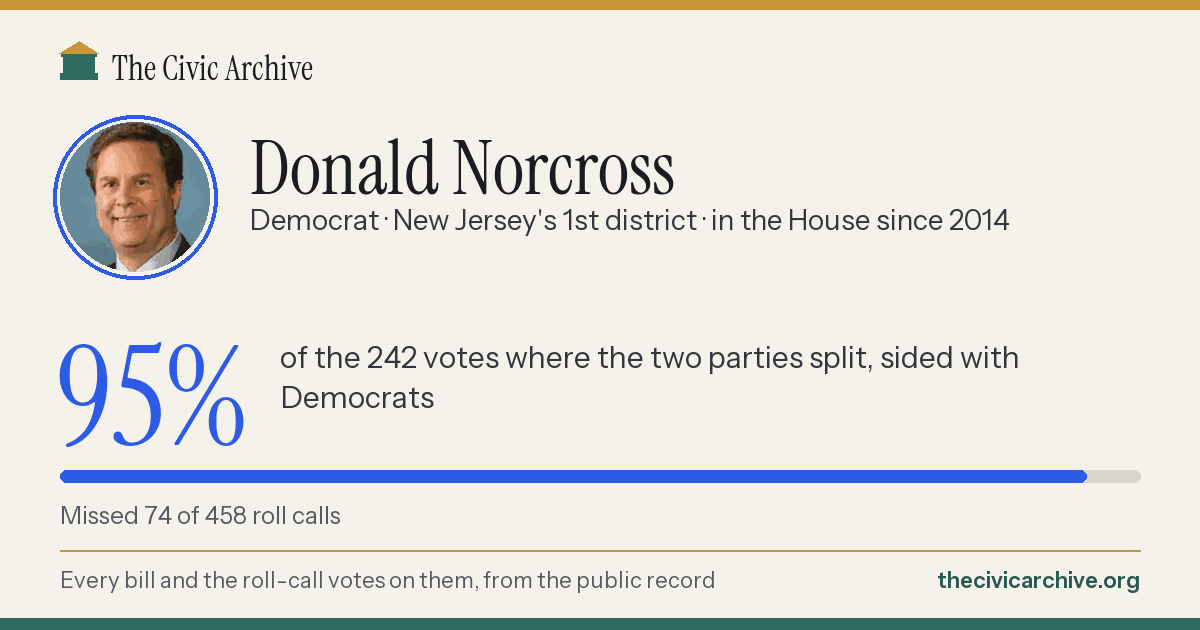 The Civic Archive
Donald Norcross
Democrat · New Jersey's 1st district · in the House since 2014
95%
of the 242 votes where the two parties split, sided with
Democrats
Missed 74 of 458 roll calls
Every bill and the roll-call votes on them, from the public record
thecivicarchive.org